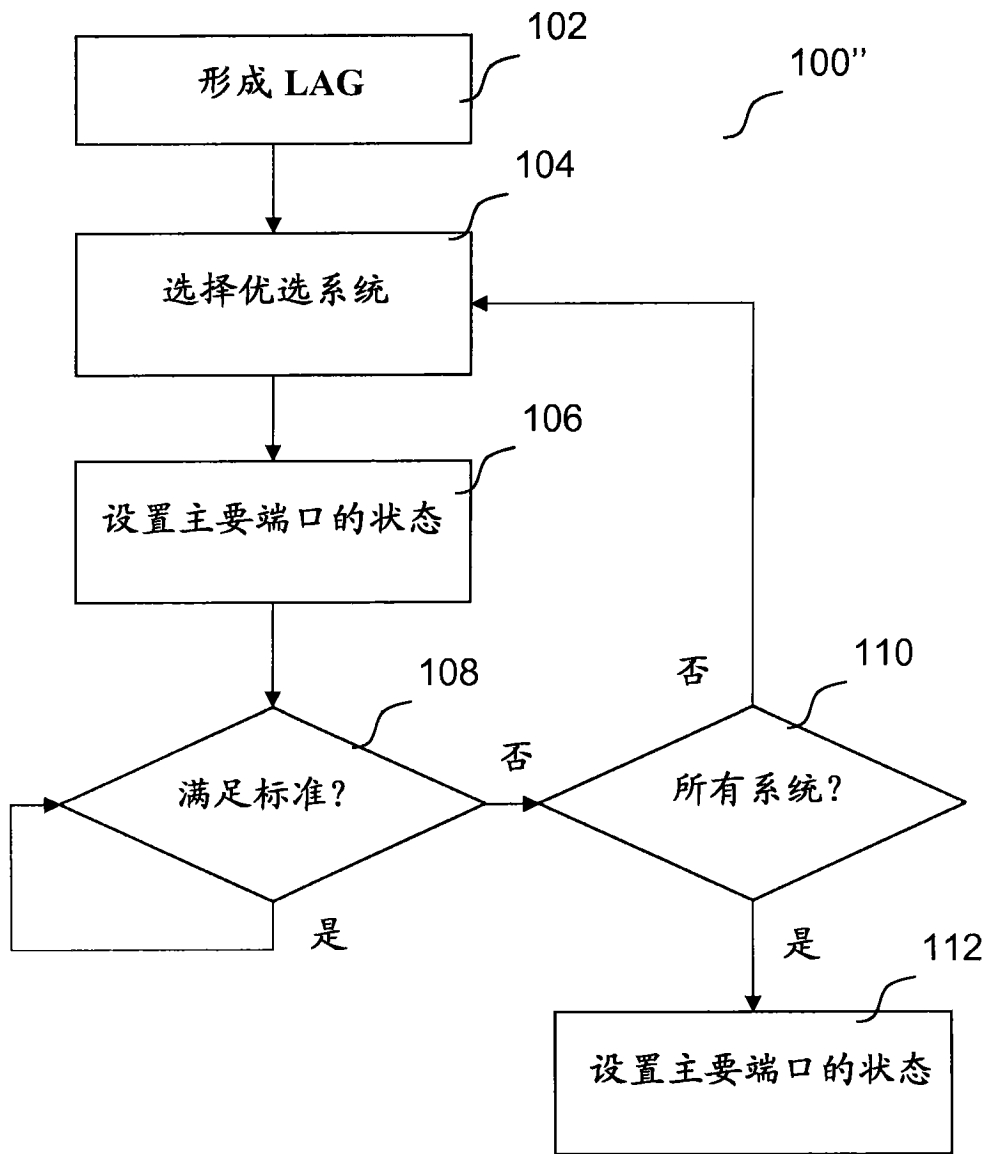 102
形成 LAG
100''
104
选择优选系统
106
设置主要端口的状态
108
110
否
否
满足标准?
所有系统?
是
是
112
设置主要端口的状态